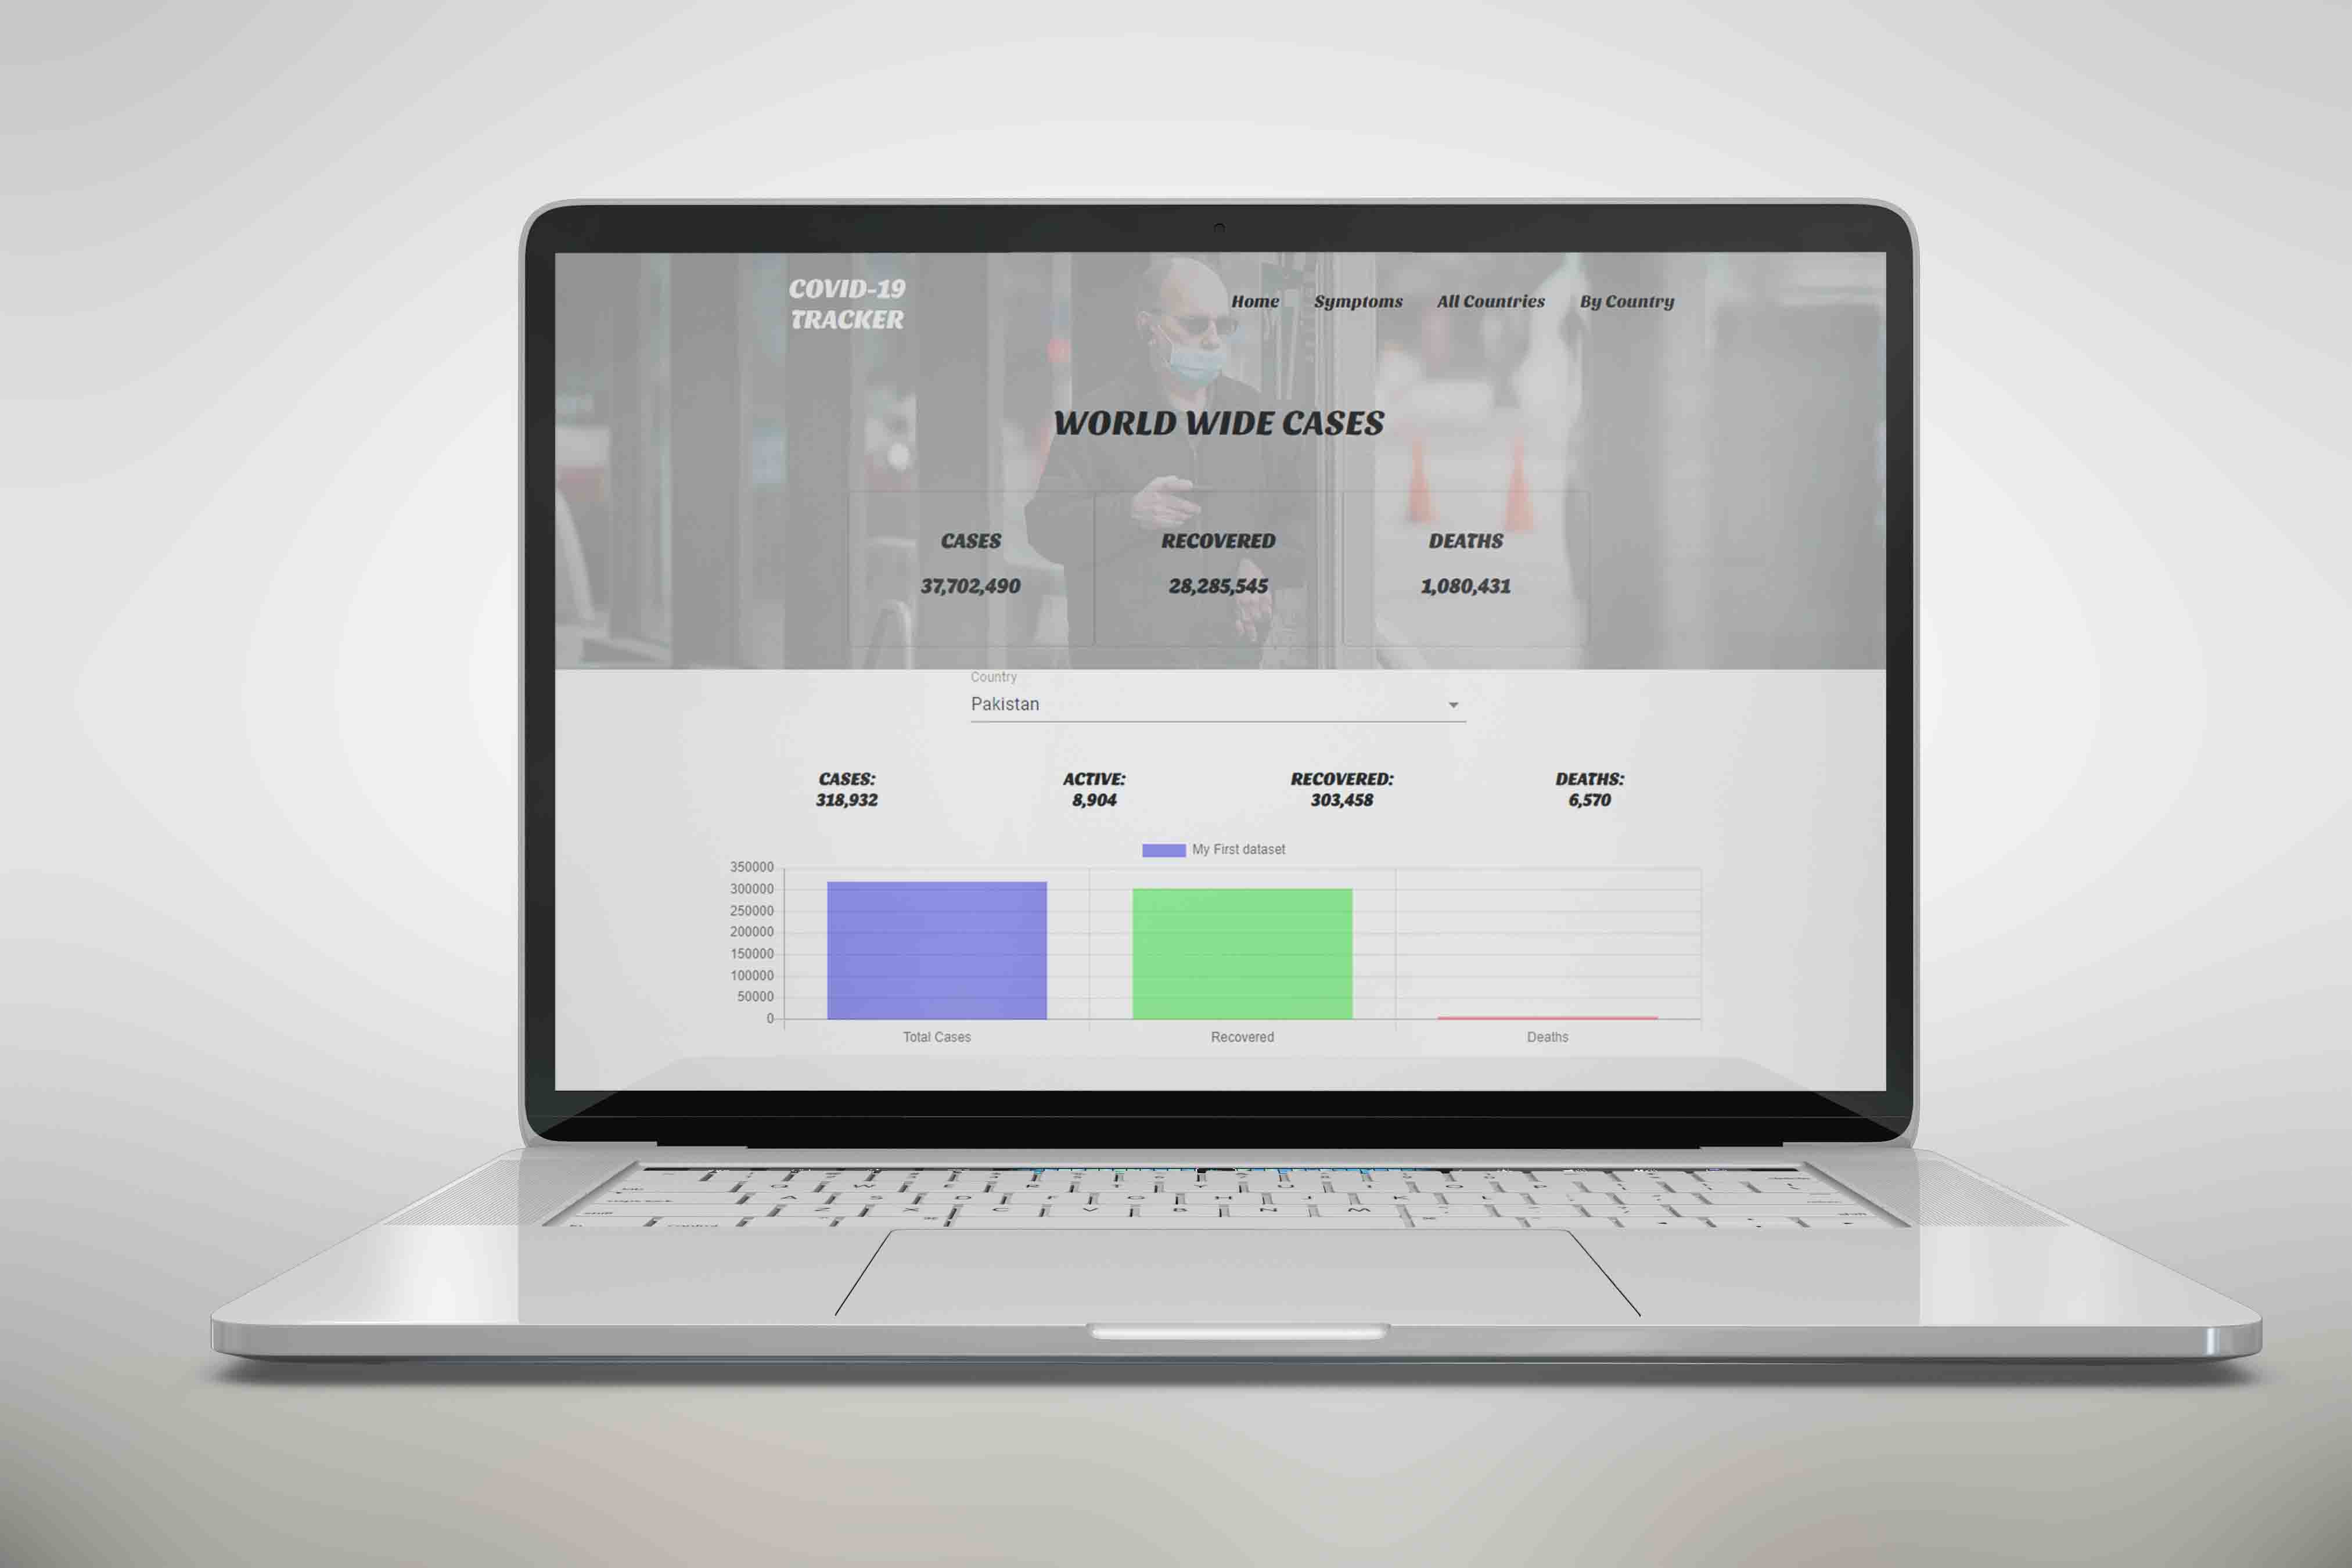 COVID-19
TRACKER
Home Symptoms All Countries By Country
WORLD WIDE CASES
CASES RECOVERED DEATHS
37,702,490 28,285,545 1,080,431
Country
Pakistan
CASES: ACTIVE: RECOVERED: DEATHS:
318,932 8,904 303,458 6,570
My First dataset
350000
300000
250000
200000
150000
100000
50000
0
Total Cases Recovered Deaths
Q W E R T Y U I O P
A S D F G H J K L
Z X C V B N M
control